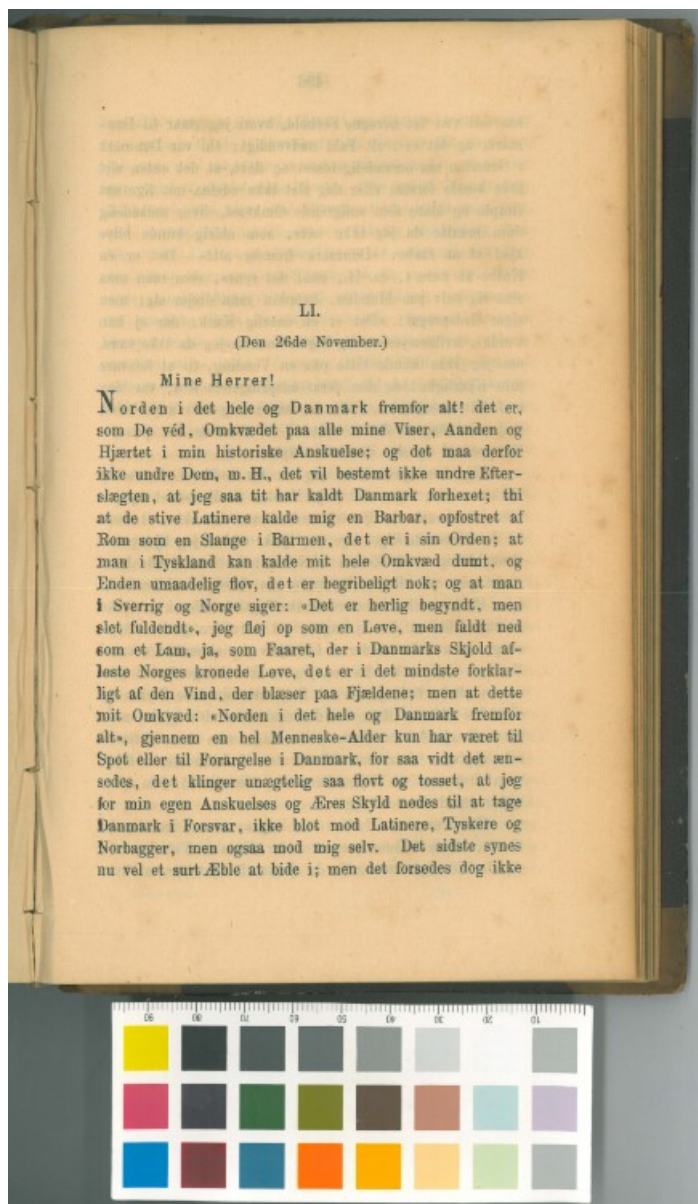 LI.
(Den 26de November.)
Mine Herrer!
Norden i det hele og Danmark fremfor alt! det er,
som De véd, Omkvædet paa alle mine Viser, Aanden og
Hjærtet i min historiske Anskuelse; og det maa derfor
ikke undre Dem, m. H., det vil bestemt ikke undre Efter-
slægten, at jeg saa tit har kaldt Danmark forhexet; thi
at de stive Latinere kalde mig en Barbar, opfostret af
Rom som en Slange i Barmen, det er i sin Orden; at
man i Tyskland kan kalde mit hele Omkvæd dumt, og
Enden umaadelig flov, det er begribeligt nok; og at man
i Sverrig og Norge siger: «Det er herlig begyndt, men
slet fuldendt», jeg fløj op som en Løve, men faldt ned
som et Lam, ja, som Faaret, der i Danmarks Skjold af-
løste Norges kronede Løve, det er i det mindste forklar-
ligt af den Vind, der blæser paa Fjældene; men at dette
mit Omkvæd: «Norden i det hele og Danmark fremfor
alt», gjennem en hel Menneske-Alder kun har været til
Spot eller til Forargelse i Danmark, for saa vidt det æn-
sedes, det klinger unægtelig saa flovt og tosset, at jeg
for min egen Anskuelses og Æres Skyld nødes til at tage
Danmark i Forsvar, ikke blot mod Latinere, Tyskere og
Norbagger, men ogsaa mod mig selv. Det sidste synes
nu vel et surt Æble at bide i; men det forsødes dog ikke
90 80 70 60 50 40 30 20 10